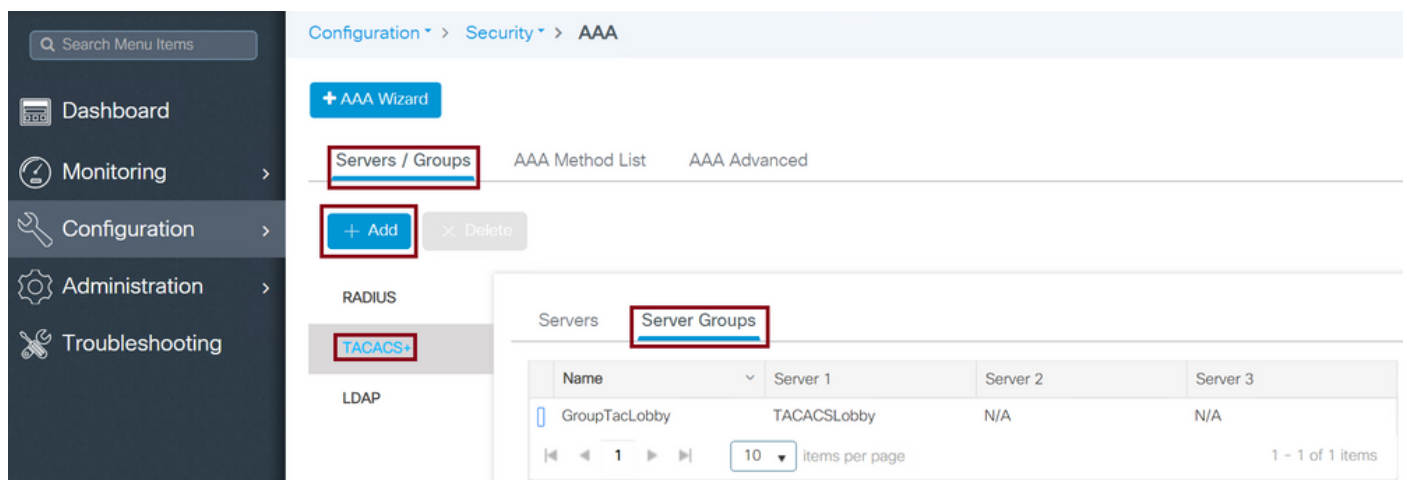 Search Menu Items
Dashboard
Monitoring
Configuration
Administration
Troubleshooting
Configuration > Security > AAA
+ AAA Wizard
Servers / Groups AAA Method List AAA Advanced
+ Add × Delete
RADIUS
TACACS+
LDAP
Servers Server Groups
Name Server 1 Server 2 Server 3
GroupTacLobby TACACSLobby N/A N/A
1 10 items per page 1 - 1 of 1 items